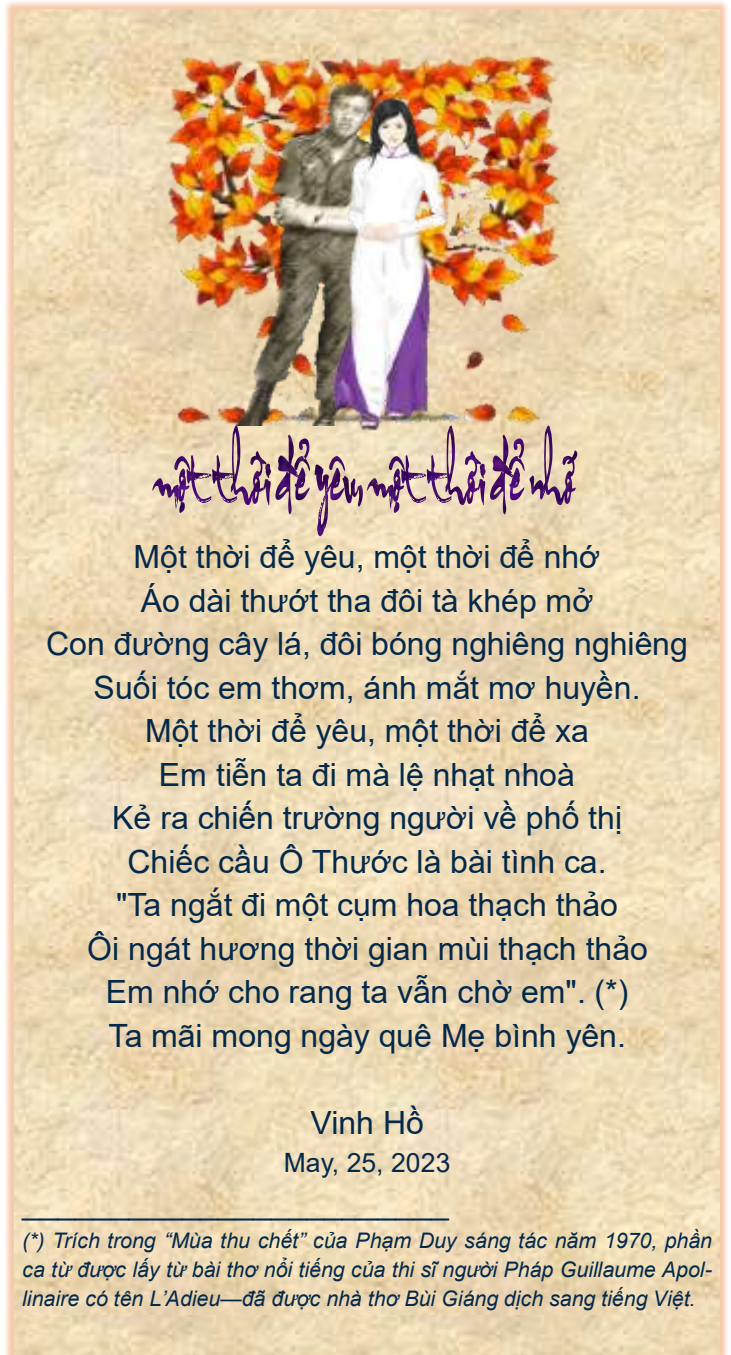 một thời để yêu, một thời để nhớ
Một thời để yêu, một thời để nhớ
Áo dài thướt tha đôi tà khép mở
Con đường cây lá, đôi bóng nghiêng nghiêng
Suối tóc em thơm, ánh mắt mơ huyền.
Một thời để yêu, một thời để xa
Em tiễn ta đi mà lệ nhạt nhoà
Kẻ ra chiến trường người về phố thị
Chiếc cầu Ô Thước là bài tình ca.
"Ta ngắt đi một cụm hoa thạch thảo
Ôi ngát hương thời gian mùi thạch thảo
Em nhớ cho rang ta vẫn chờ em". (*)
Ta mãi mong ngày quê Mẹ bình yên.
Vinh Hồ
May, 25, 2023
(*) Trích trong “Mùa thu chết” của Phạm Duy sáng tác năm 1970, phần
ca từ được lấy từ bài thơ nổi tiếng của thi sĩ người Pháp Guillaume Apol-
linaire có tên L’Adieu—đã được nhà thơ Bùi Giáng dịch sang tiếng Việt.